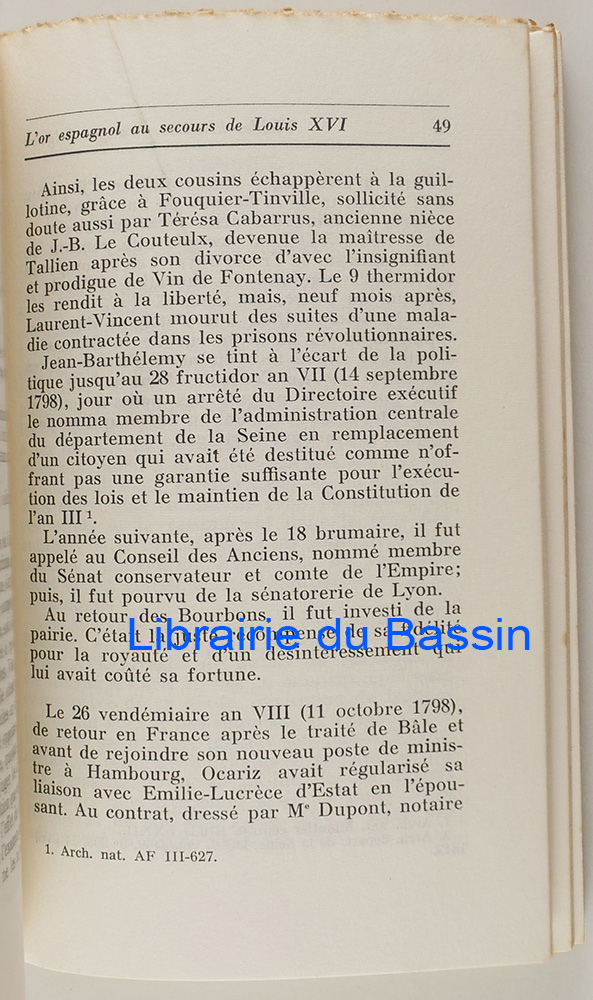 L'or espagnol au secours de Louis XVI 49
Ainsi, les deux cousins échappèrent à la guil-
lotine, grâce à Fouquier-Tinville, sollicité sans
doute aussi par Térésa Cabarrus, ancienne nièce
de J.-B. Le Couteulx, devenue la maîtresse de
Tallien après son divorce d'avec l'insignifiant
et prodigue de Vin de Fontenay. Le 9 thermidor
les rendit à la liberté, mais, neuf mois après,
Laurent-Vincent mourut des suites d'une mala-
die contractée dans les prisons révolutionnaires.
Jean-Barthélemy se tint à l'écart de la poli-
tique jusqu'au 28 fructidor an VII (14 septembre
1798), jour où un arrêté du Directoire exécutif
le nomma membre de l'administration centrale
du département de la Seine en remplacement
d'un citoyen qui avait été destitué comme n'of-
frant pas une garantie suffisante pour l'exécu-
tion des lois et le maintien de la Constitution de
l'an III 1.
L'année suivante, après le 18 brumaire, il fut
appelé au Conseil des Anciens, nommé membre
du Sénat conservateur et comte de l'Empire;
puis, il fut pourvu de la sénatorerie de Lyon.
Au retour des Bourbons, il fut investi de la
pairie. C'était la juste récompense de sa fidélité
Librairie du Bassin
pour la royauté et d'un désintéressement qui
lui avait coûté sa fortune.
Le 26 vendémiaire an VIII (11 octobre 1798),
de retour en France après le traité de Bâle et
avant de rejoindre son nouveau poste de minis-
tre à Hambourg, Ocariz avait régularisé sa
liaison avec Emilie-Lucrèce d'Estat en l'épou-
sant. Au contrat, dressé par Me Dupont, notaire
1. Arch. nat. AF III-627.